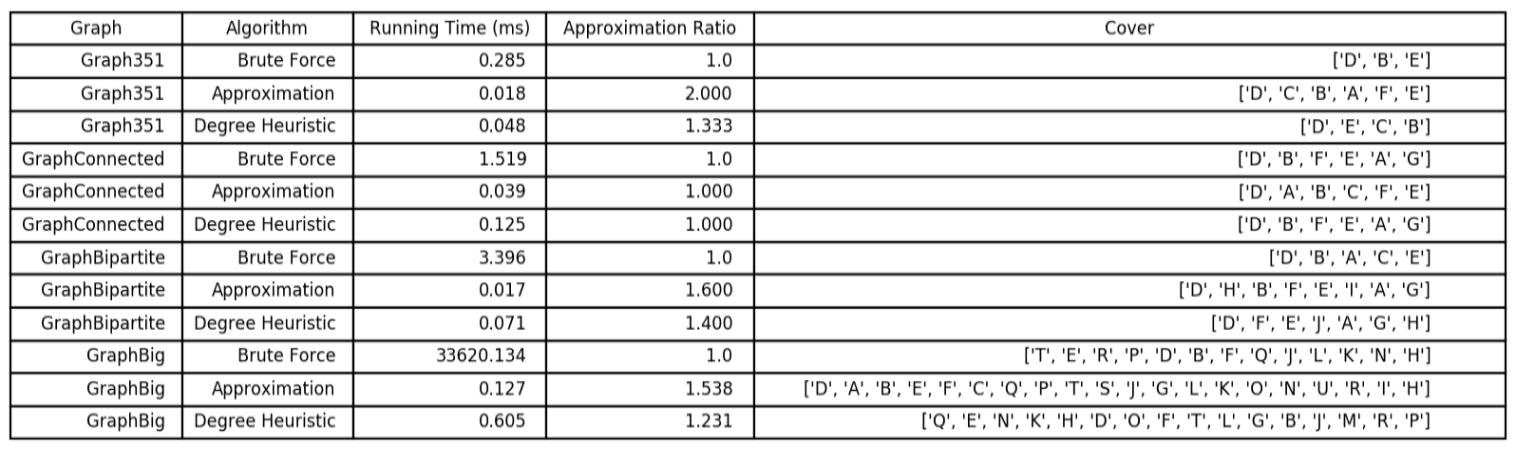 Graph Algorithm Running Time (ms) Approximation Ratio Cover
Graph351 Brute Force 0.285 1.0 ['D', 'B', 'E']
Graph351 Approximation 0.018 2.000 ['D', 'C', 'B', 'A', 'F', 'E']
Graph351 Degree Heuristic 0.048 1.333 ['D', 'E', 'C', 'B']
GraphConnected Brute Force 1.519 1.0 ['D', 'B', 'F', 'E', 'A', 'G']
GraphConnected Approximation 0.039 1.000 ['D', 'A', 'B', 'C', 'F', 'E']
GraphConnected Degree Heuristic 0.125 1.000 ['D', 'B', 'F', 'E', 'A', 'G']
GraphBipartite Brute Force 3.396 1.0 ['D', 'B', 'A', 'C', 'E']
GraphBipartite Approximation 0.017 1.600 ['D', 'H', 'B', 'F', 'E', 'I', 'A', 'G']
GraphBipartite Degree Heuristic 0.071 1.400 ['D', 'F', 'E', 'J', 'A', 'G', 'H']
GraphBig Brute Force 33620.134 1.0 ['T', 'E', 'R', 'P', 'D', 'B', 'F', 'Q', 'J', 'L', 'K', 'N', 'H']
GraphBig Approximation 0.127 1.538 ['D', 'A', 'B', 'E', 'F', 'C', 'Q', 'P', 'T', 'S', 'J', 'G', 'L', 'K', 'O', 'N', 'U', 'R', 'I', 'H']
GraphBig Degree Heuristic 0.605 1.231 ['Q', 'E', 'N', 'K', 'H', 'D', 'O', 'F', 'T', 'L', 'G', 'B', 'J', 'M', 'R', 'P']